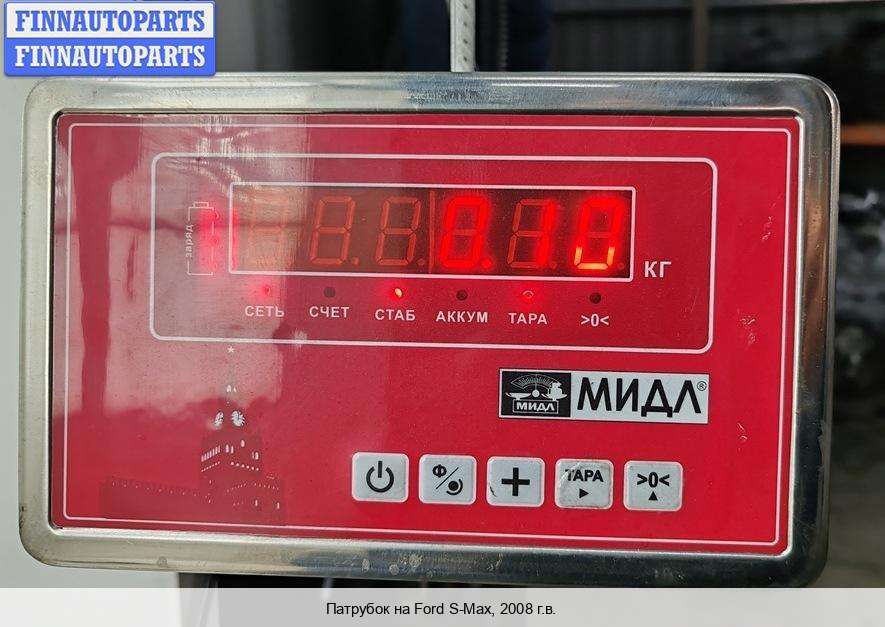 FINNAUTOPARTS
FINNAUTOPARTS
заряд
0.10
КГ
СЕТЬ СЧЕТ СТАБ АККУМ ТАРА >0<
МИДЛ
МИДЛ®
Ф ТАРА >0<
Патрубок на Ford S-Max, 2008 г.в.